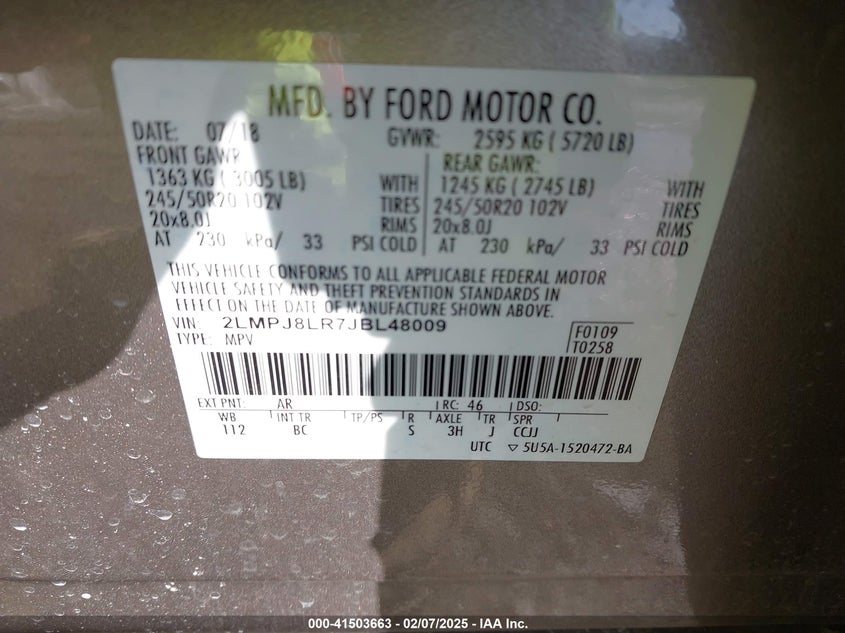 MFD. BY FORD MOTOR CO.
DATE: 07/18 GVWR: 2595 KG ( 5720 LB)
FRONT GAWR REAR GAWR:
1363 KG ( 3005 LB) WITH 1245 KG ( 2745 LB) WITH
245/50R20 102V TIRES 245/50R20 102V TIRES
20x8.0J RIMS 20x8.0J RIMS
AT 230 kPa/ 33 PSI COLD AT 230 kPa/ 33 PSI COLD
THIS VEHICLE CONFORMS TO ALL APPLICABLE FEDERAL MOTOR
VEHICLE SAFETY AND THEFT PREVENTION STANDARDS IN
EFFECT ON THE DATE OF MANUFACTURE SHOWN ABOVE.
VIN: 2LMPJ8LR7JBL48009 F0109
TYPE: MPV T0258
EXT PNT: AR RC: 46 DSO:
WB INT TR TP/PS R AXLE TR SPR
112 BC S 3H J CCJJ
UTC ▽ 5U5A-1520472-BA
000-41503663 - 02/07/2025 - IAA Inc.